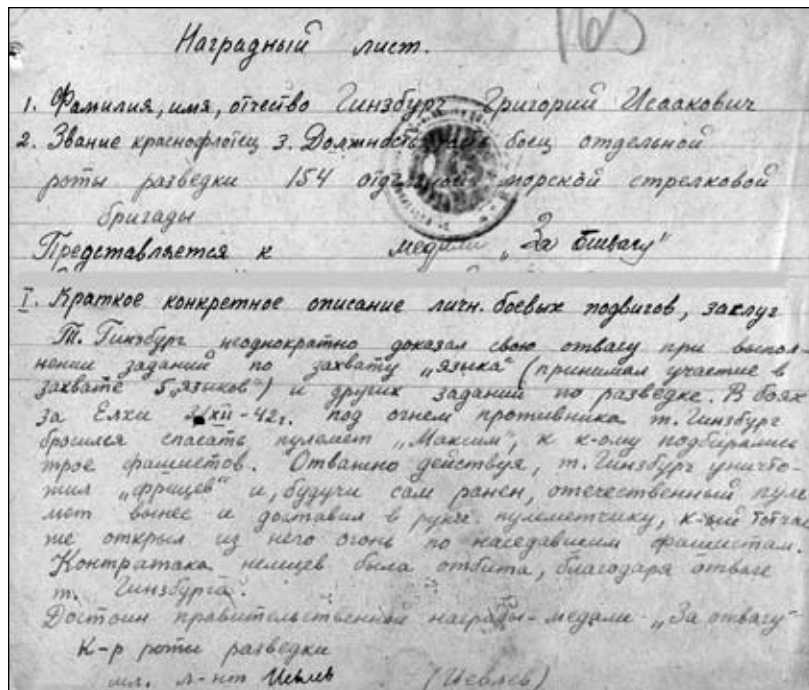 Наградный лист.
1. Фамилия, имя, отчество Гинзбург Григорий Исаакович
2. Звание краснофлотец 3. Должность, часть боец отдельной
роты разведки 154 отдельной морской стрелковой
бригады
Представляется к медали „За отвагу"
I. Краткое конкретное описание личн. боевых подвигов, заслуг
Т. Гинзбург неоднократно доказал свою отвагу при выпол-
нении заданий по захвату „языка" (принимал участие в
захвате 5 „языков") и других заданий по разведке. В боях
за Елхи XII-42г. под огнем противника т. Гинзбург
бросился спасать пулемет „Максим", к к-ому подбирались
трое фашистов. Отважно действуя, т. Гинзбург уничто-
жил „фрицев" и, будучи сам ранен, отечественный пуле
мет вынес и доставил в руки пулеметчику, к-ый тотчас
же открыл из него огонь по наседавшим фашистам.
Контратака немцев была отбита, благодаря отваге
т. Гинзбурга.
Достоин правительственной награды - медали - „За отвагу"
К-р роты разведки
мл. л-нт (Иевлев)